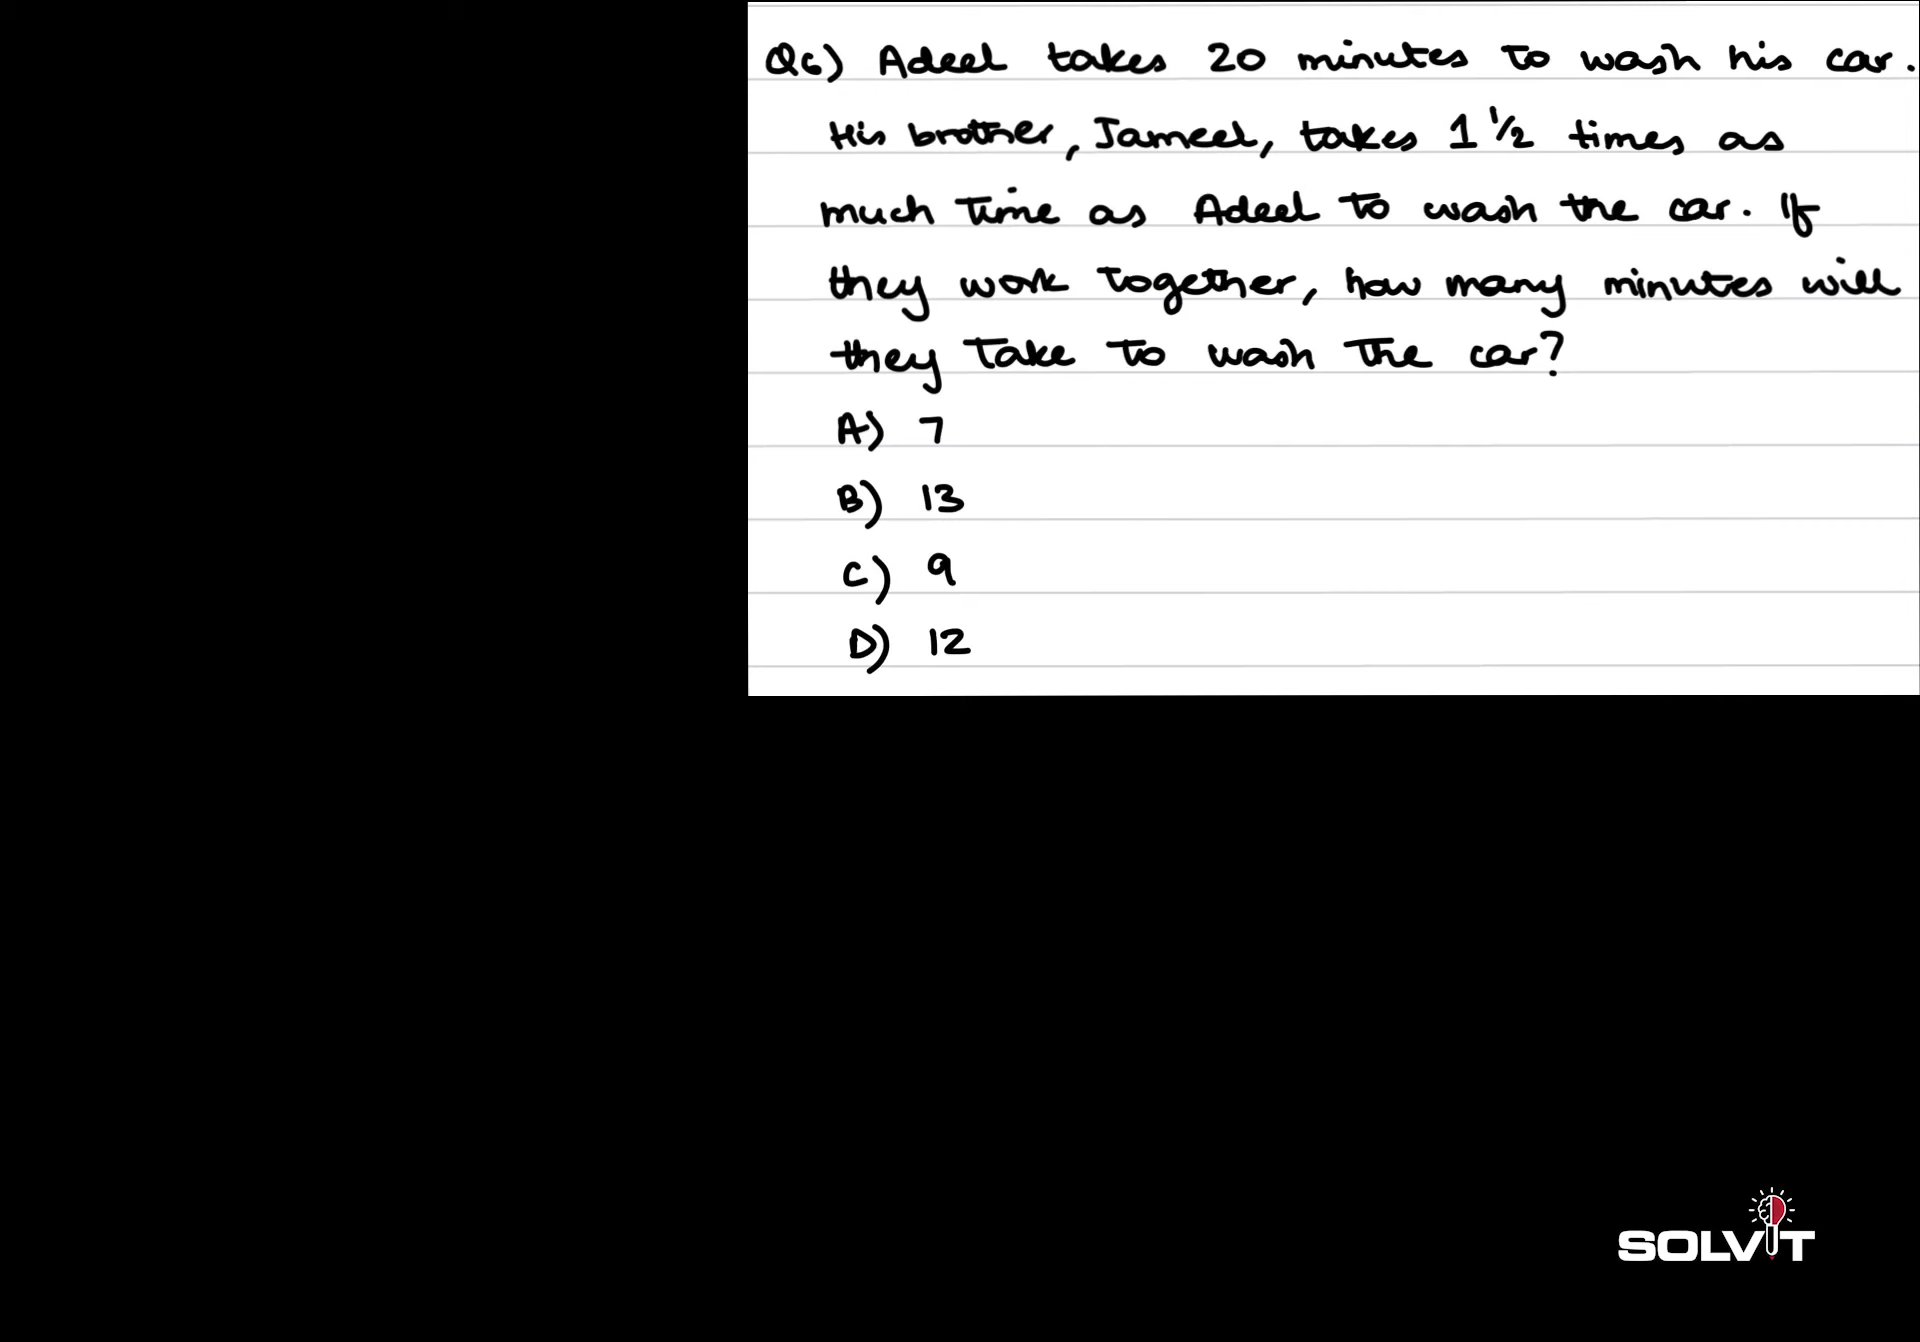 Q6) Adeel takes 20 minutes to wash his car.
His brother, Jameel, takes 1 1/2 times as
much time as Adeel to wash the car. If
they work together, how many minutes will
they take to wash the car?
A) 7
B) 13
C) 9
D) 12
SOLVIT